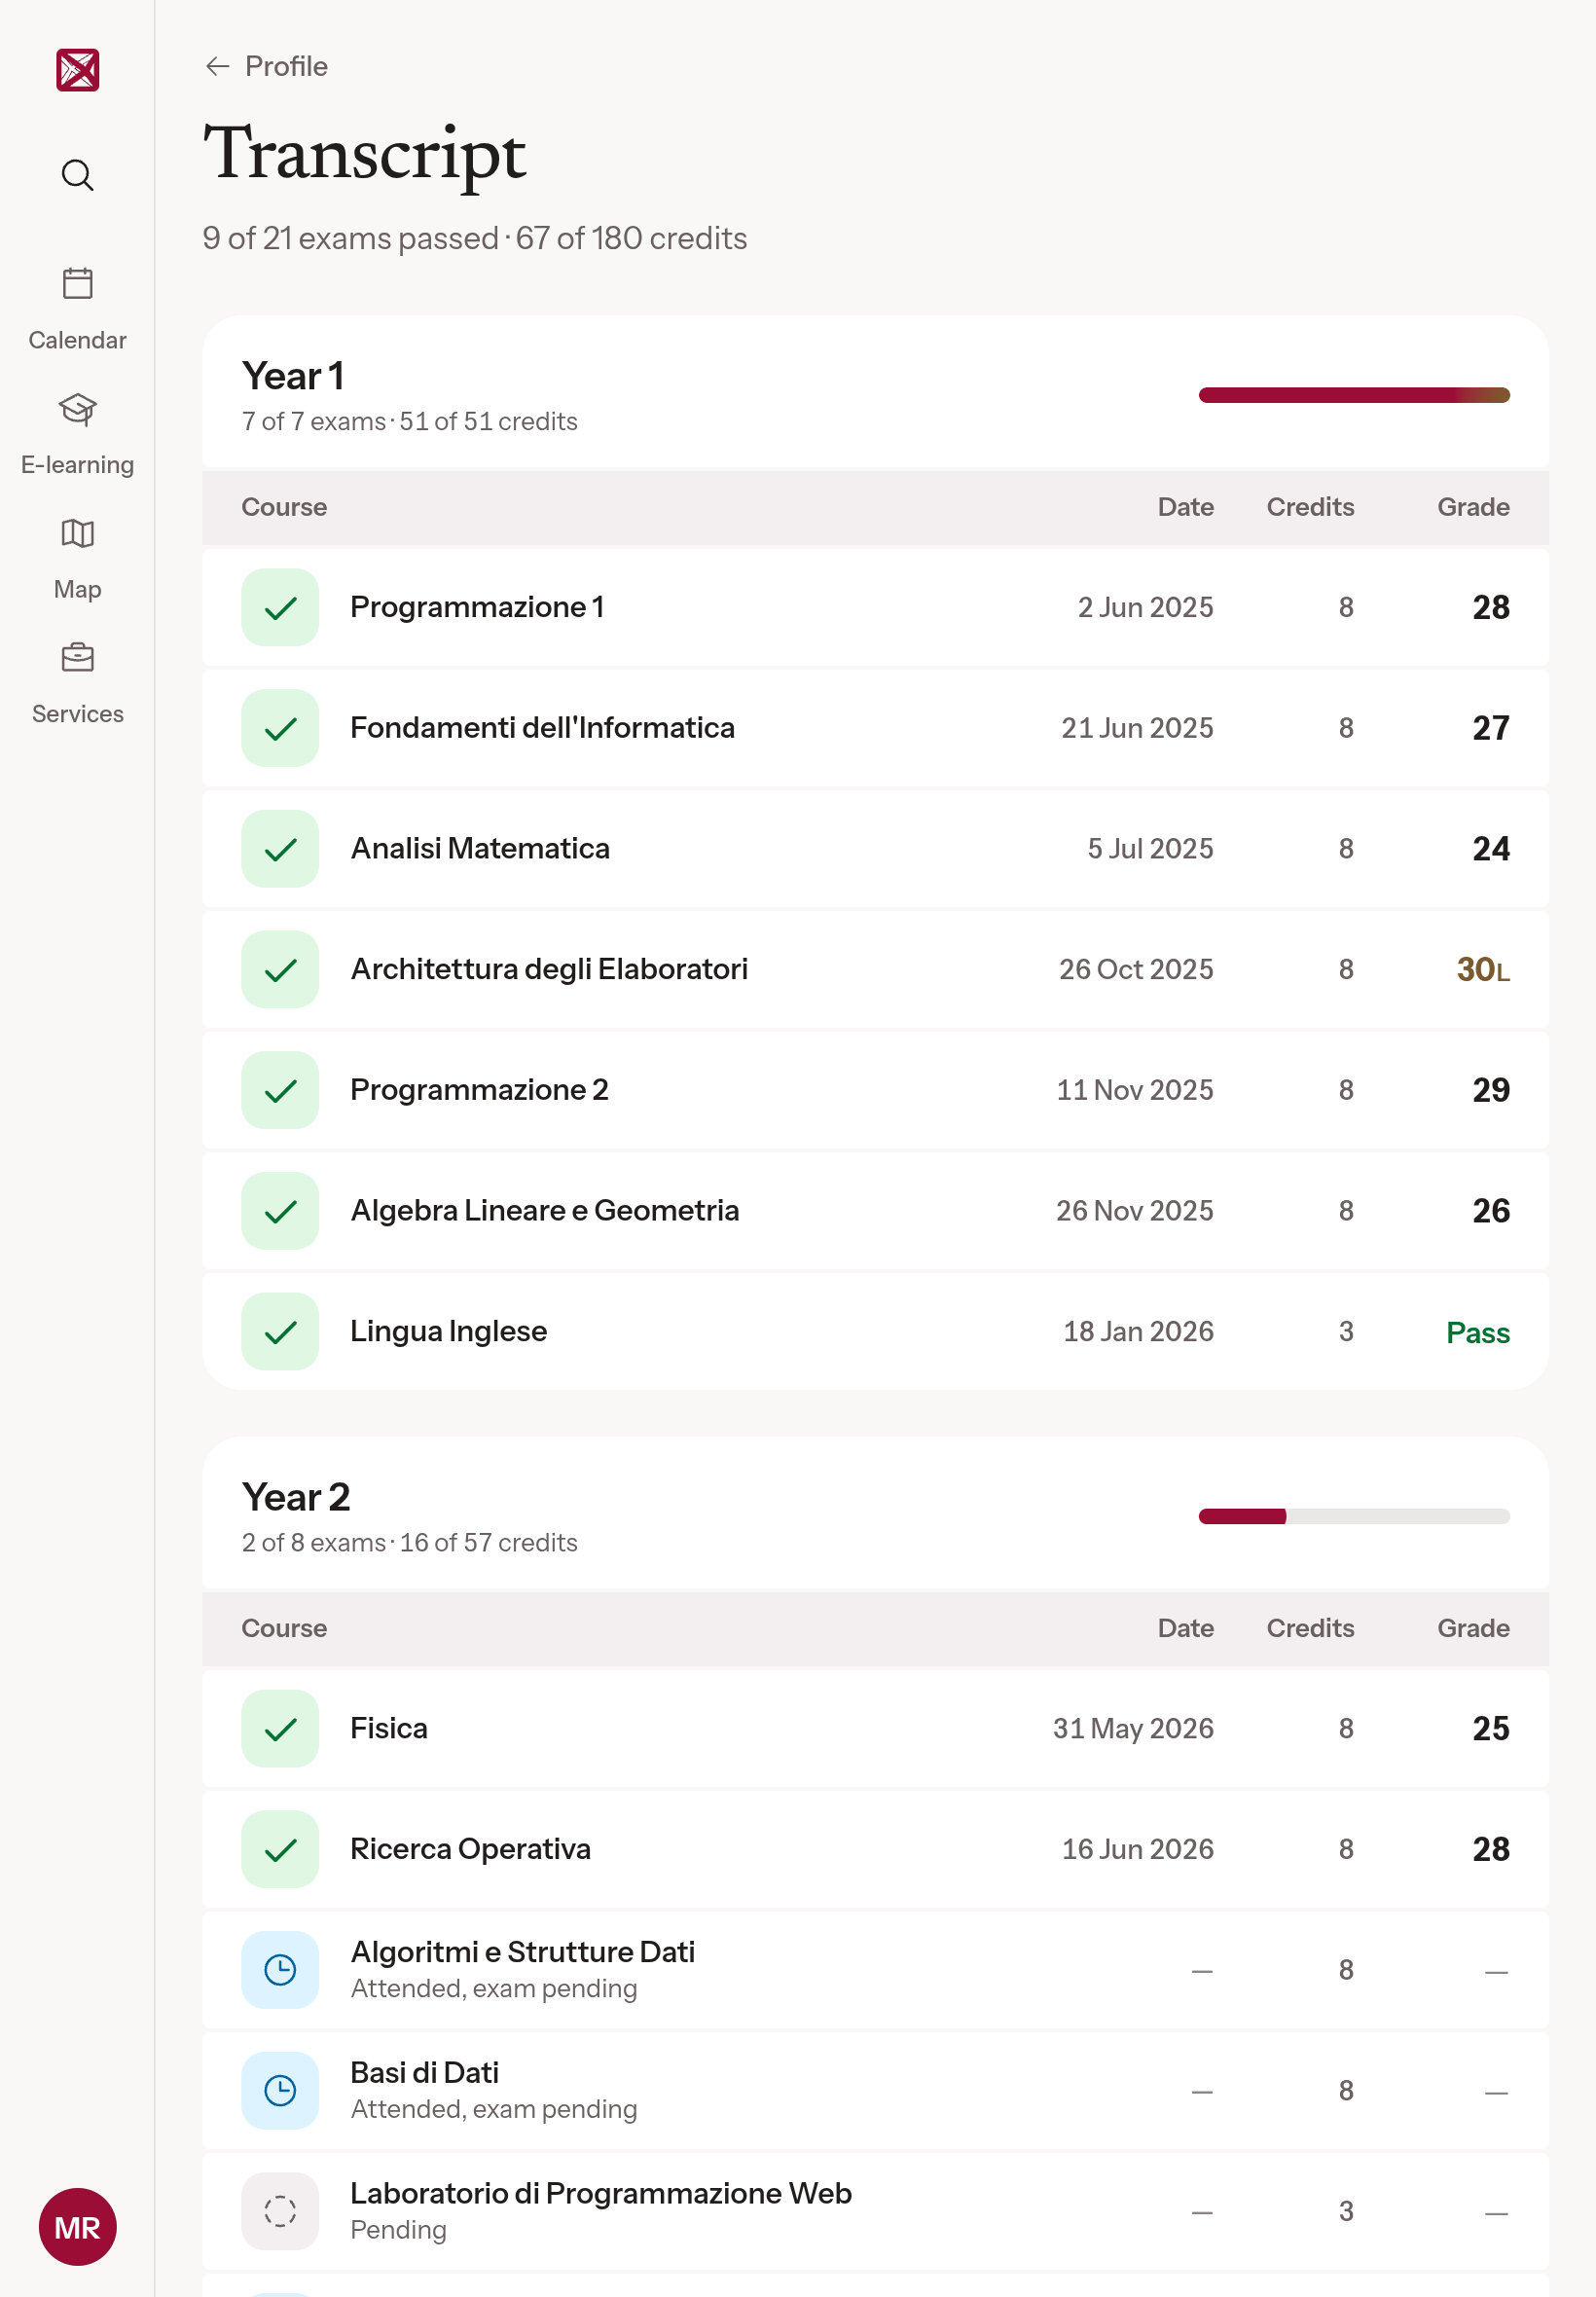 Profile
Transcript
9 of 21 exams passed · 67 of 180 credits
Calendar
E-learning
Map
Services
MR
Year 1
7 of 7 exams · 51 of 51 credits
Course Date Credits Grade
Programmazione 1 2 Jun 2025 8 28
Fondamenti dell'Informatica 21 Jun 2025 8 27
Analisi Matematica 5 Jul 2025 8 24
Architettura degli Elaboratori 26 Oct 2025 8 30L
Programmazione 2 11 Nov 2025 8 29
Algebra Lineare e Geometria 26 Nov 2025 8 26
Lingua Inglese 18 Jan 2026 3 Pass
Year 2
2 of 8 exams · 16 of 57 credits
Course Date Credits Grade
Fisica 31 May 2026 8 25
Ricerca Operativa 16 Jun 2026 8 28
Algoritmi e Strutture Dati — 8 —
Attended, exam pending
Basi di Dati — 8 —
Attended, exam pending
Laboratorio di Programmazione Web — 3 —
Pending